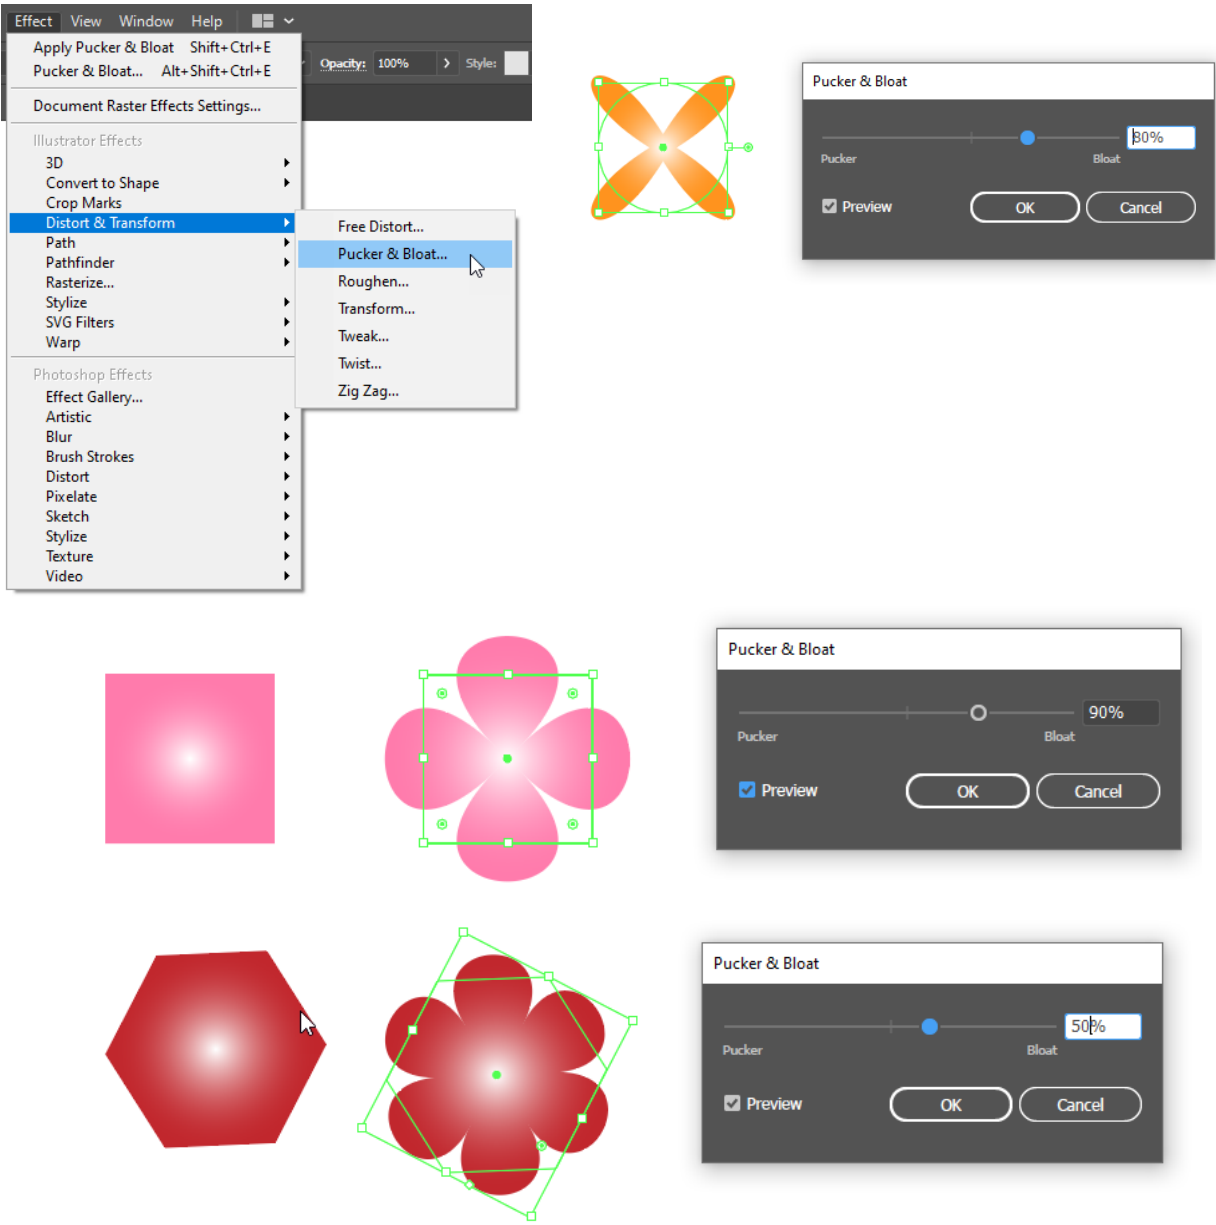 Effect View Window Help
Apply Pucker & Bloat Shift+Ctrl+E
Pucker & Bloat... Alt+Shift+Ctrl+E
Opacity: 100% Style:
Document Raster Effects Settings...
Illustrator Effects
3D
Convert to Shape
Crop Marks
Distort & Transform
Path
Pathfinder
Rasterize...
Stylize
SVG Filters
Warp
Free Distort...
Pucker & Bloat...
Roughen...
Transform...
Tweak...
Twist...
Zig Zag...
Photoshop Effects
Effect Gallery...
Artistic
Blur
Brush Strokes
Distort
Pixelate
Sketch
Stylize
Texture
Video
Pucker & Bloat
80%
Pucker Bloat
Preview OK Cancel
Pucker & Bloat
90%
Pucker Bloat
Preview OK Cancel
Pucker & Bloat
50%
Pucker Bloat
Preview OK Cancel